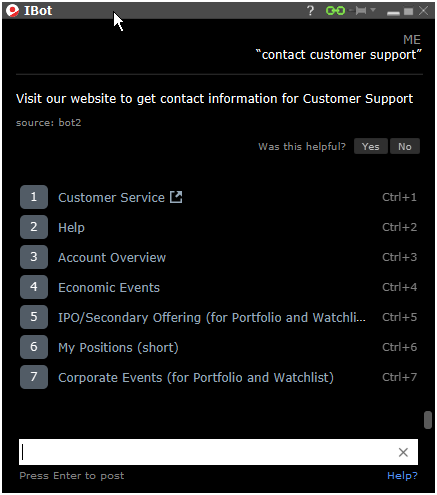 IBot ?
ME
“contact customer support”
Visit our website to get contact information for Customer Support
source: bot2
Was this helpful? Yes No
1 Customer Service Ctrl+1
2 Help Ctrl+2
3 Account Overview Ctrl+3
4 Economic Events Ctrl+4
5 IPO/Secondary Offering (for Portfolio and Watchli... Ctrl+5
6 My Positions (short) Ctrl+6
7 Corporate Events (for Portfolio and Watchlist) Ctrl+7
Press Enter to post Help?